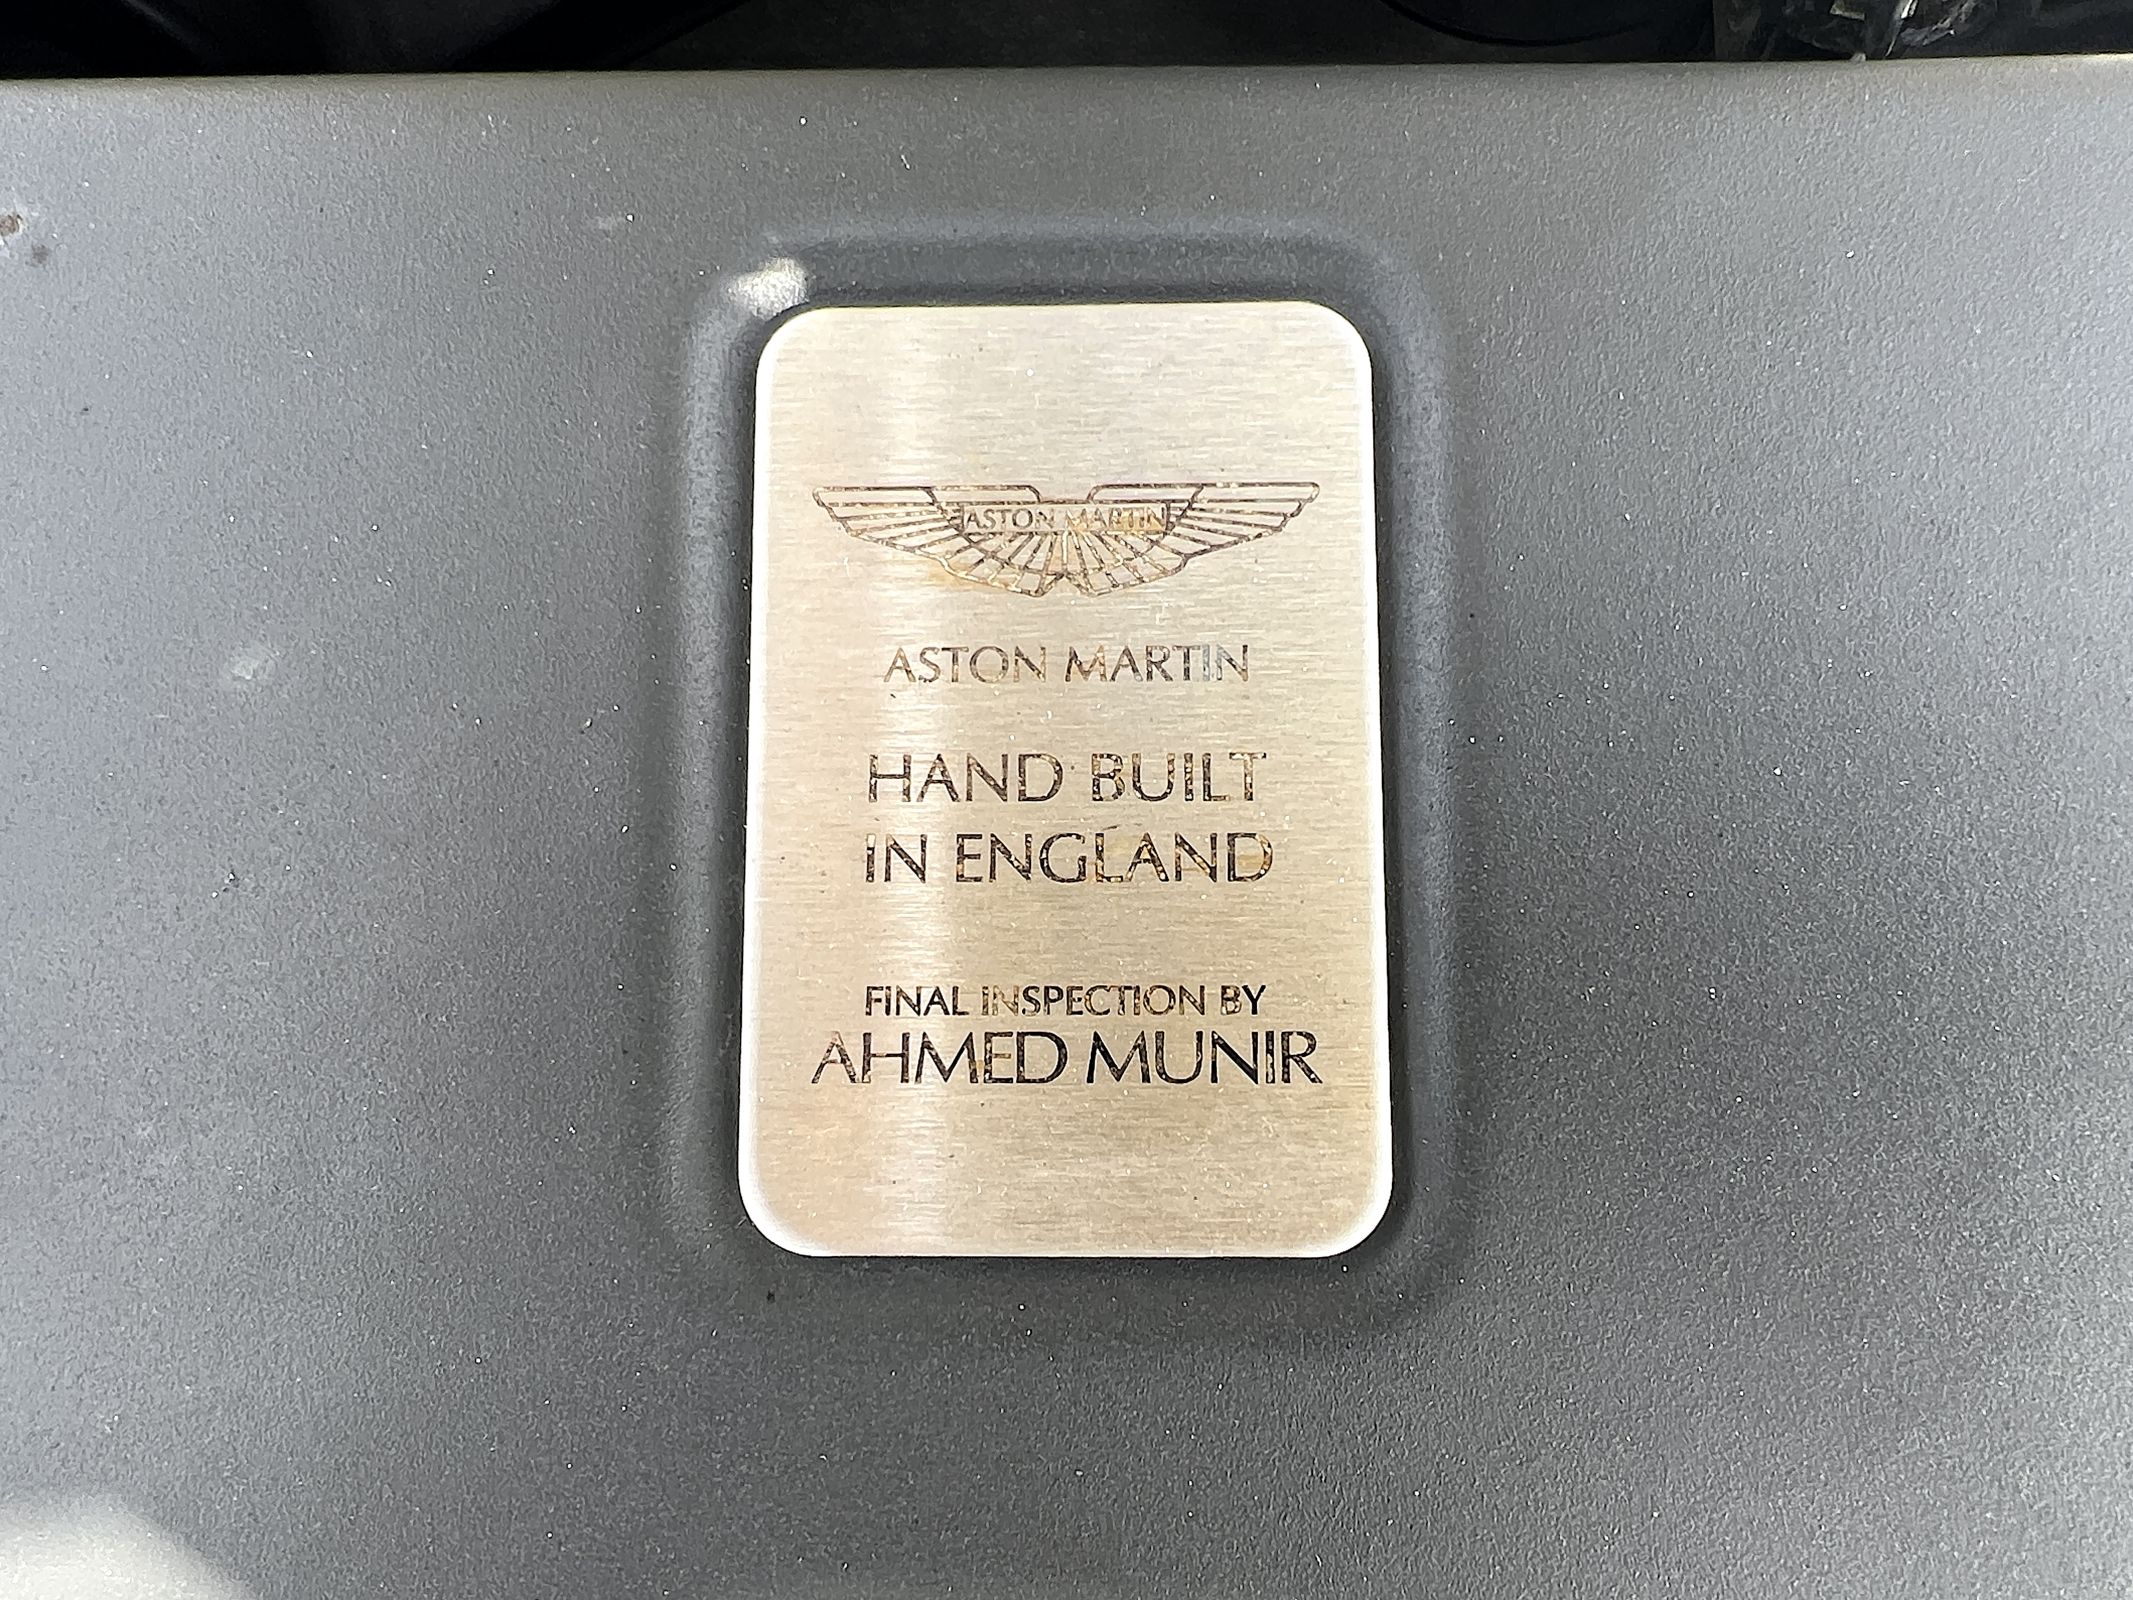 ASTON MARTIN
ASTON MARTIN
HAND BUILT
IN ENGLAND
FINAL INSPECTION BY
AHMED MUNIR